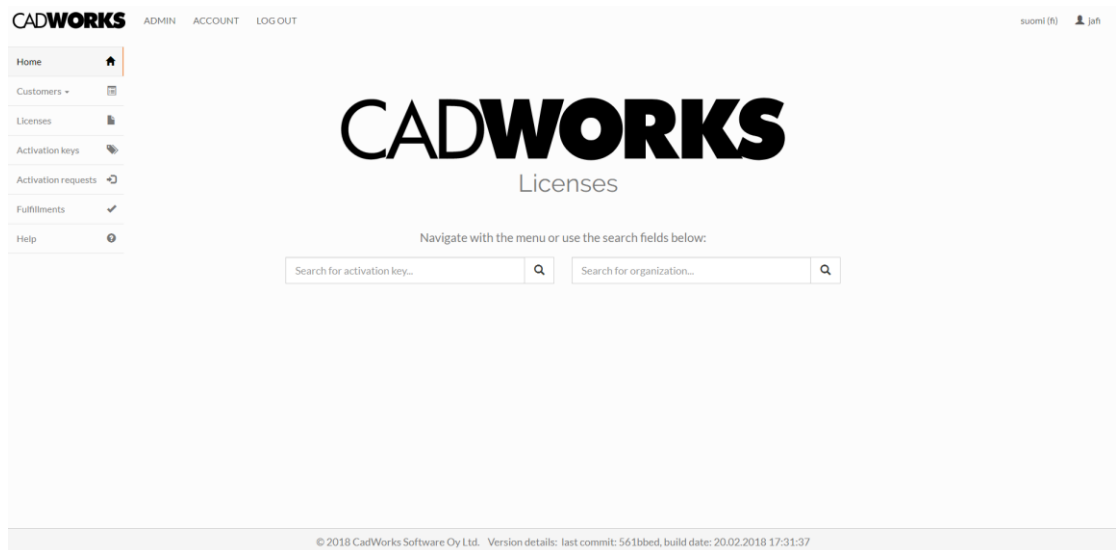 CADWORKS ADMIN ACCOUNT LOG OUT suomi (fi) jafi
Home
Customers
Licenses
Activation keys
Activation requests
Fulfillments
Help
CADWORKS
Licenses
Navigate with the menu or use the search fields below:
Search for activation key... Search for organization...
© 2018 CadWorks Software Oy Ltd. Version details: last commit: 561bbed, build date: 20.02.2018 17:31:37